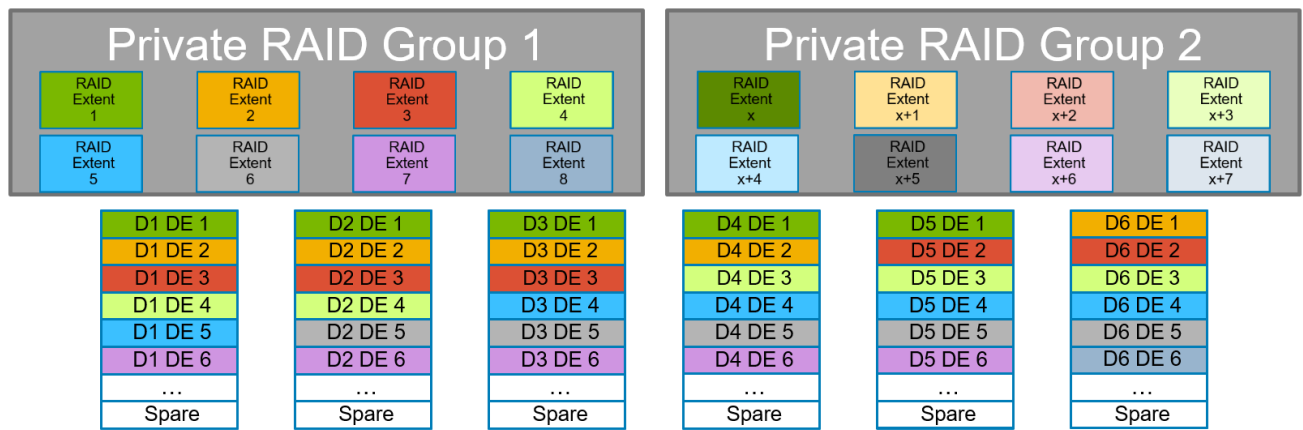 Private RAID Group 1
RAID Extent 1
RAID Extent 2
RAID Extent 3
RAID Extent 4
RAID Extent 5
RAID Extent 6
RAID Extent 7
RAID Extent 8
Private RAID Group 2
RAID Extent x
RAID Extent x+1
RAID Extent x+2
RAID Extent x+3
RAID Extent x+4
RAID Extent x+5
RAID Extent x+6
RAID Extent x+7
D1 DE 1
D1 DE 2
D1 DE 3
D1 DE 4
D1 DE 5
D1 DE 6
...
Spare
D2 DE 1
D2 DE 2
D2 DE 3
D2 DE 4
D2 DE 5
D2 DE 6
...
Spare
D3 DE 1
D3 DE 2
D3 DE 3
D3 DE 4
D3 DE 5
D3 DE 6
...
Spare
D4 DE 1
D4 DE 2
D4 DE 3
D4 DE 4
D4 DE 5
D4 DE 6
...
Spare
D5 DE 1
D5 DE 2
D5 DE 3
D5 DE 4
D5 DE 5
D5 DE 6
...
Spare
D6 DE 1
D6 DE 2
D6 DE 3
D6 DE 4
D6 DE 5
D6 DE 6
...
Spare